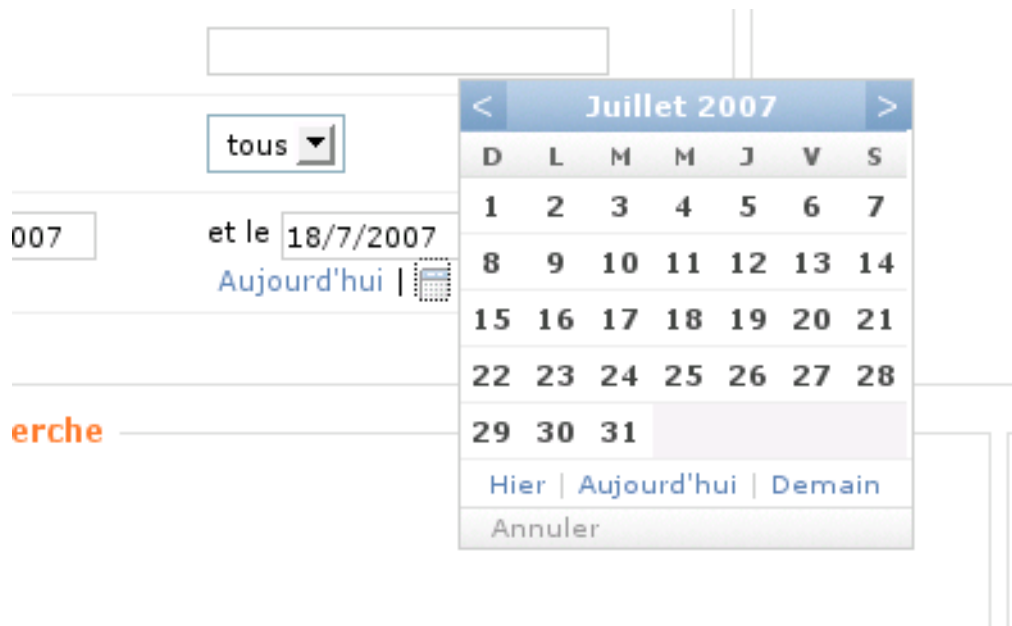 < Juillet 2007 >
tous
D L M M J V S
1 2 3 4 5 6 7
007 et le 18/7/2007
8 9 10 11 12 13 14
Aujourd'hui |
15 16 17 18 19 20 21
22 23 24 25 26 27 28
erche
29 30 31
Hier | Aujourd'hui | Demain
Annuler